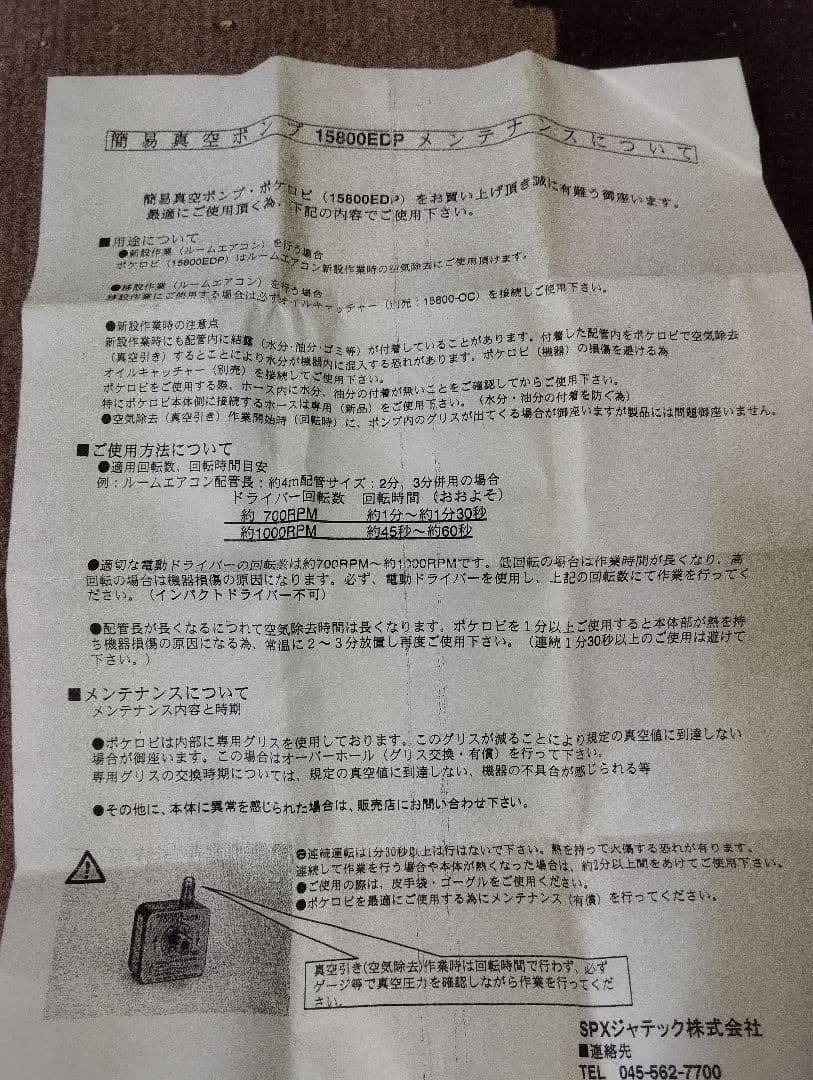 簡易真空ポンプ 15800EDP メンテナンスについて
簡易真空ポンプ・ポケロビ（15800EDP）をお買い上げ頂き誠に有難う御座います。
最適にご使用頂く為、下記の内容でご使用下さい。
■用途について
●新設作業（ルームエアコン）を行う場合
ポケロビ（15800EDP）はルームエアコン新設作業時の空気除去にご使用頂けます。
●移設作業（ルームエアコン）を行う場合
移設作業にご使用する場合は必ずオイルキャッチャー（別売：15800-OC）を接続しご使用下さい。
●新設作業時の注意点
新設作業時にも配管内に結露（水分・油分・ゴミ等）が付着していることがあります。付着した配管内をポケロビで空気除去
（真空引き）するとことにより水分が機器内に混入する恐れがあります。ポケロビ（機器）の損傷を避ける為
オイルキャッチャー（別売）を接続してご使用下さい。
ポケロビをご使用する際、ホース内に水分、油分の付着が無いことをご確認してからご使用下さい。
特にポケロビ本体側に接続するホースは専用（新品）をご使用下さい。（水分・油分の付着を防ぐ為）
●空気除去（真空引き）作業開始時（回転時）に、ポンプ内のグリスが出てくる場合が御座いますが製品には問題御座いません。
■ご使用方法について
●適用回転数、回転時間目安
例：ルームエアコン配管長：約4m配管サイズ：2分、3分併用の場合
ドライバー回転数 回転時間（おおよそ）
約 700RPM 約1分～約1分30秒
約1000RPM 約45秒～約60秒
●適切な電動ドライバーの回転数は約700RPM～約1000RPMです。低回転の場合は作業時間が長くなり、高
回転の場合は機器損傷の原因になります。必ず、電動ドライバーを使用し、上記の回転数にて作業を行ってく
ださい。（インパクトドライバー不可）
●配管長が長くなるにつれて空気除去時間は長くなります。ポケロビを１分以上ご使用すると本体部が熱を持
ち機器損傷の原因になる為、常温に２～３分放置し再度ご使用下さい。（連続１分30秒以上のご使用は避けて
下さい。）
■メンテナンスについて
メンテナンス内容と時期
●ポケロビは内部に専用グリスを使用しております。このグリスが減ることにより規定の真空値に到達しない
場合が御座います。この場合はオーバーホール（グリス交換・有償）を行って下さい。
専用グリスの交換時期については、規定の真空値に到達しない、機器の不具合が感じられる等
●その他に、本体に異常を感じられた場合は、販売店にお問い合わせ下さい。
●連続運転は1分30秒以上は行はないで下さい。熱を持って火傷する恐れが有ります。
連続して作業を行う場合や本体が熱くなった場合は、約2分以上間をあけてご使用下さい。
●ご使用の際は、皮手袋・ゴーグルをご使用ください。
●ポケロビを最適にご使用する為にメンテナンス（有償）を行ってください。
真空引き(空気除去)作業時は回転時間で行わず、必ず
ゲージ等で真空圧力を確認しながら作業を行ってくだ
さい。
SPXジャテック株式会社
■連絡先
TEL 045-562-7700